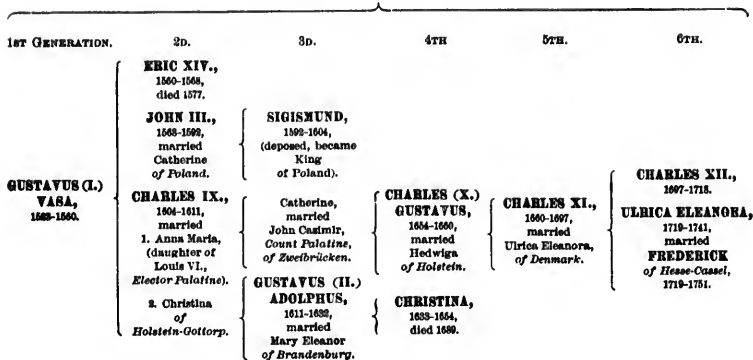 1ST GENERATION. 2D. 3D. 4TH 5TH. 6TH.
GUSTAVUS (I.)
VASA,
1523-1560.
ERIC XIV.,
1560-1568,
died 1577.
JOHN III.,
1568-1592,
married
Catherine
of Poland.
CHARLES IX.,
1604-1611,
married
1. Anna Maria,
(daughter of
Louis VI.,
Elector Palatine).
2. Christina
of
Holstein-Gottorp.
SIGISMUND,
1592-1604,
(deposed, became
King
of Poland).
Catherine,
married
John Casimir,
Count Palatine,
of Zweibrücken.
GUSTAVUS (II.)
ADOLPHUS,
1611-1632,
married
Mary Eleanor
of Brandenburg.
CHARLES (X.)
GUSTAVUS,
1654-1660,
married
Hedwiga
of Holstein.
CHRISTINA,
1633-1654,
died 1689.
CHARLES XI.,
1660-1697,
married
Ulrica Eleanora,
of Denmark.
CHARLES XII.,
1697-1718.
ULRICA ELEANORA,
1719-1741,
married
FREDERICK
of Hesse-Cassel,
1719-1751.